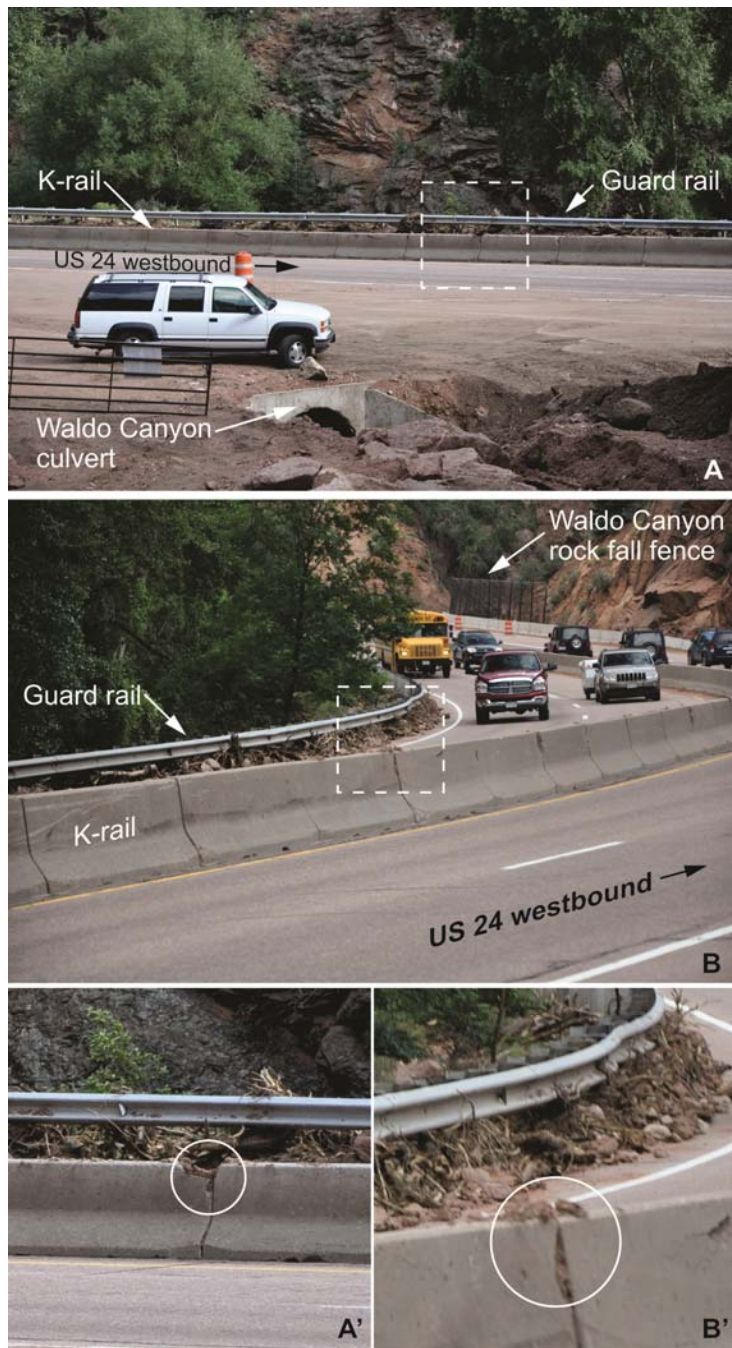 K-rail
Guard rail
US 24 westbound
Waldo Canyon
culvert
A
Waldo Canyon
rock fall fence
Guard rail
K-rail
US 24 westbound
B
A'
B'